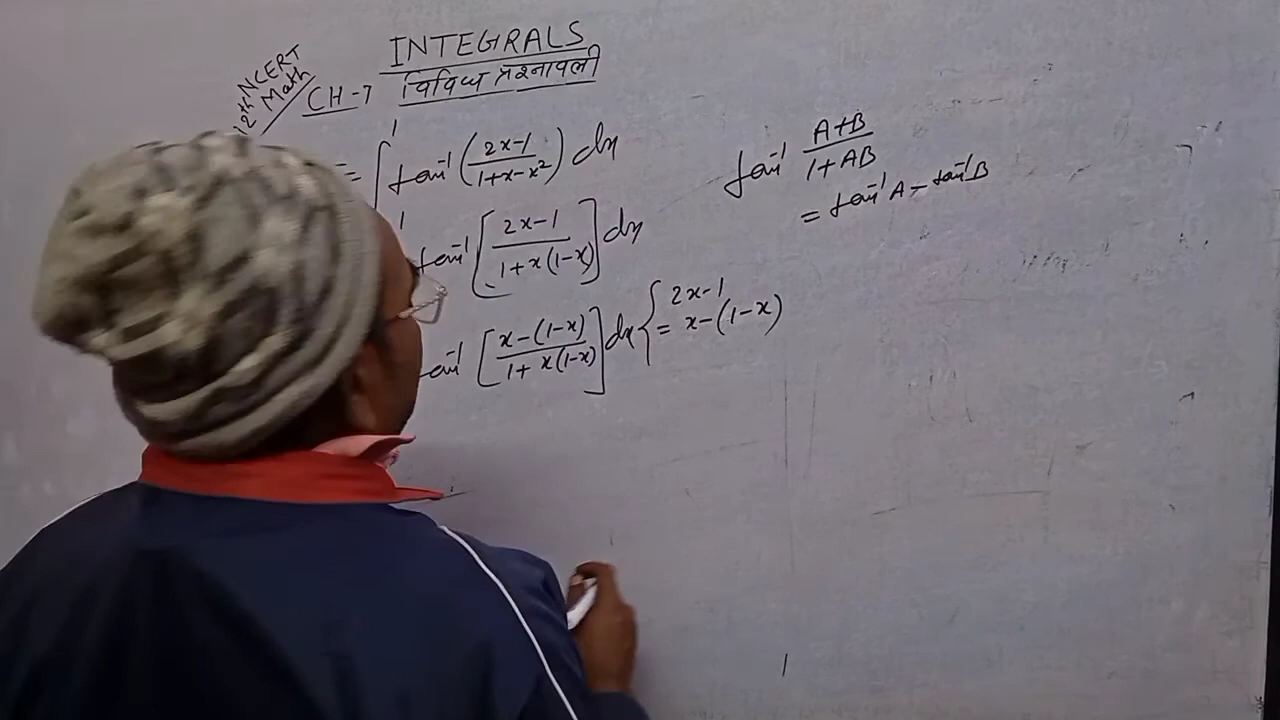 INTEGRALS
12th NCERT
Math
CH-7 विविध प्रश्नावली
= ∫ 1 tan⁻¹ (2x-1 / 1+x-x²) dx
1 tan⁻¹ [2x-1 / 1+x(1-x)] dx
tan⁻¹ [x-(1-x) / 1+x(1-x)] dx { 2x-1
= x-(1-x)
tan⁻¹ A+B / 1+AB
= tan⁻¹A - tan⁻¹B